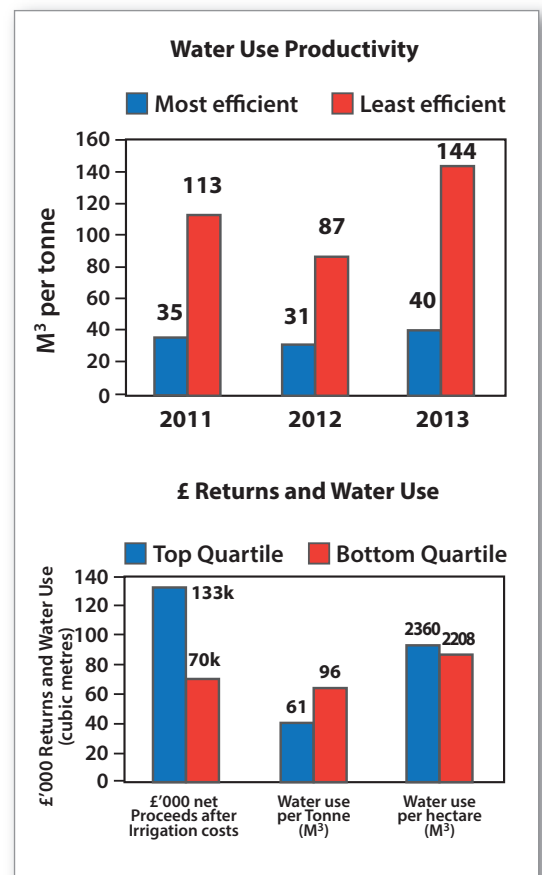 Water Use Productivity
Most efficient Least efficient
M³ per tonne
160
140
120
100
80
60
40
20
0
35
113
31
87
40
144
2011 2012 2013
£ Returns and Water Use
Top Quartile Bottom Quartile
£'000 Returns and Water Use
(cubic metres)
140
120
100
80
60
40
20
0
133k
70k
61
96
2360
2208
£'000 net
Proceeds after
Irrigation costs
Water use
per Tonne
(M³)
Water use
per hectare
(M³)